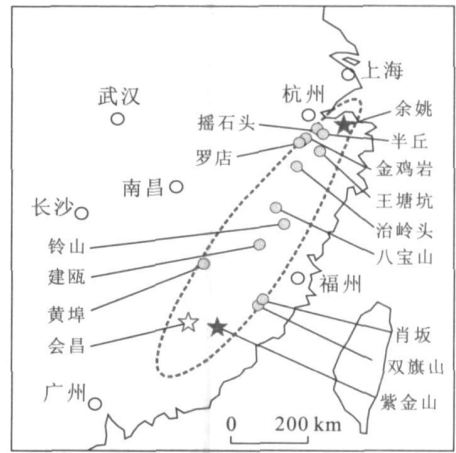 上海
杭州
武汉
余姚
摇石头
半丘
罗店
金鸡岩
南昌
王塘坑
长沙
治岭头
铃山
八宝山
建瓯
福州
黄埠
会昌
肖坂
双旗山
广州
紫金山
0 200 km